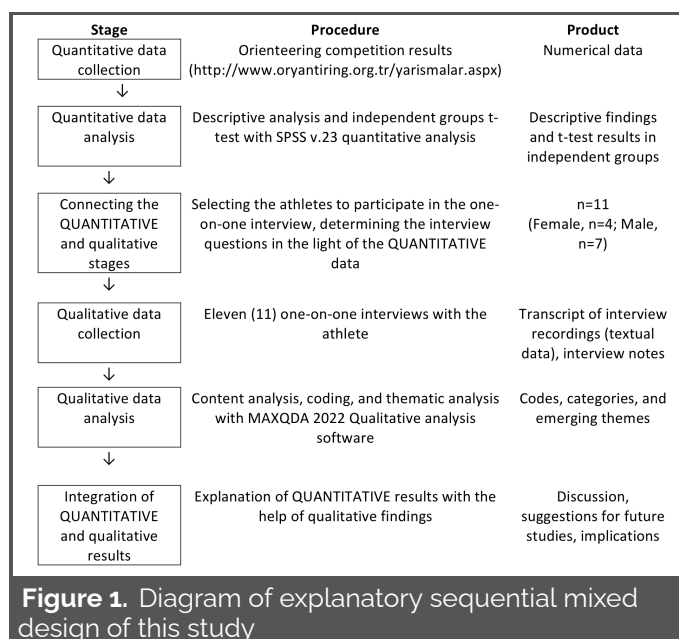 Stage
Procedure
Product
Quantitative data
collection
Orienteering competition results
(http://www.oryantiring.org.tr/yarismalar.aspx)
Numerical data
↓
Quantitative data
analysis
Descriptive analysis and independent groups t-
test with SPSS v.23 quantitative analysis
Descriptive findings
and t-test results in
independent groups
↓
Connecting the
QUANTITATIVE
and qualitative
stages
Selecting the athletes to participate in the one-
on-one interview, determining the interview
questions in the light of the QUANTITATIVE
data
n=11
(Female, n=4; Male,
n=7)
↓
Qualitative data
collection
Eleven (11) one-on-one interviews with the
athlete
Transcript of interview
recordings (textual
data), interview notes
↓
Qualitative data
analysis
Content analysis, coding, and thematic analysis
with MAXQDA 2022 Qualitative analysis
software
Codes, categories, and
emerging themes
↓
Integration of
QUANTITATIVE
and qualitative
results
Explanation of QUANTITATIVE results with the
help of qualitative findings
Discussion,
suggestions for future
studies, implications
Figure 1. Diagram of explanatory sequential mixed
design of this study